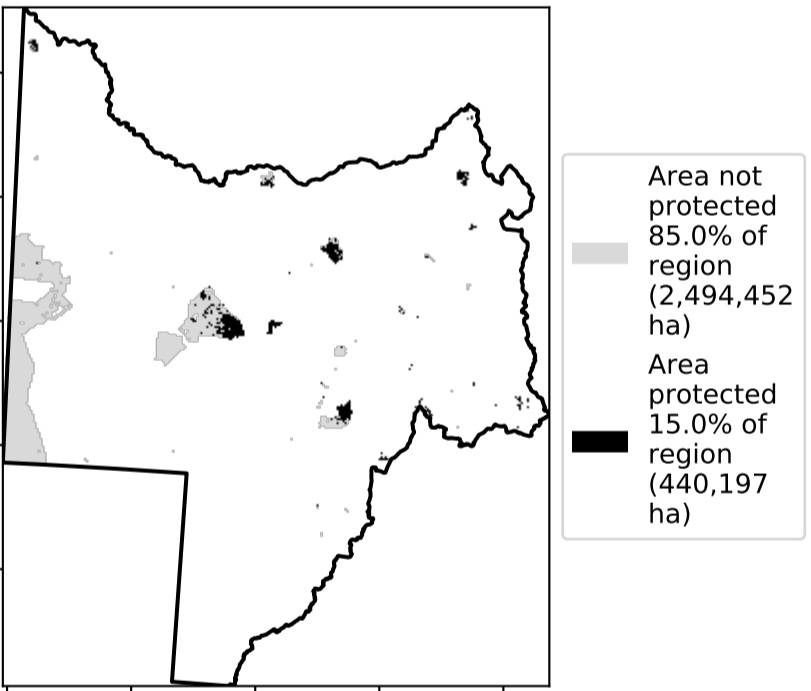 Area not
protected
85.0% of
region
(2,494,452
ha)
Area
protected
15.0% of
region
(440,197
ha)